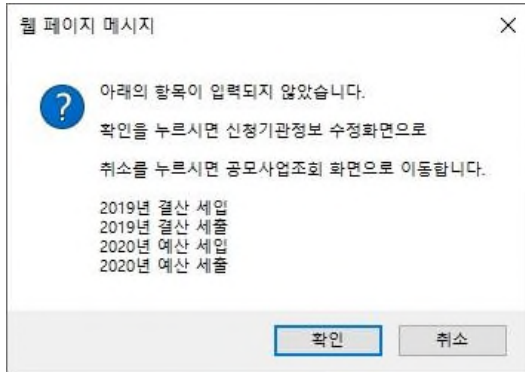 웹 페이지 메시지
아래의 항목이 입력되지 않았습니다.
확인을 누르시면 신청기관정보 수정화면으로
취소를 누르시면 공모사업조회 화면으로 이동합니다.
2019년 결산 세입
2019년 결산 세출
2020년 예산 세입
2020년 예산 세출
확인
취소